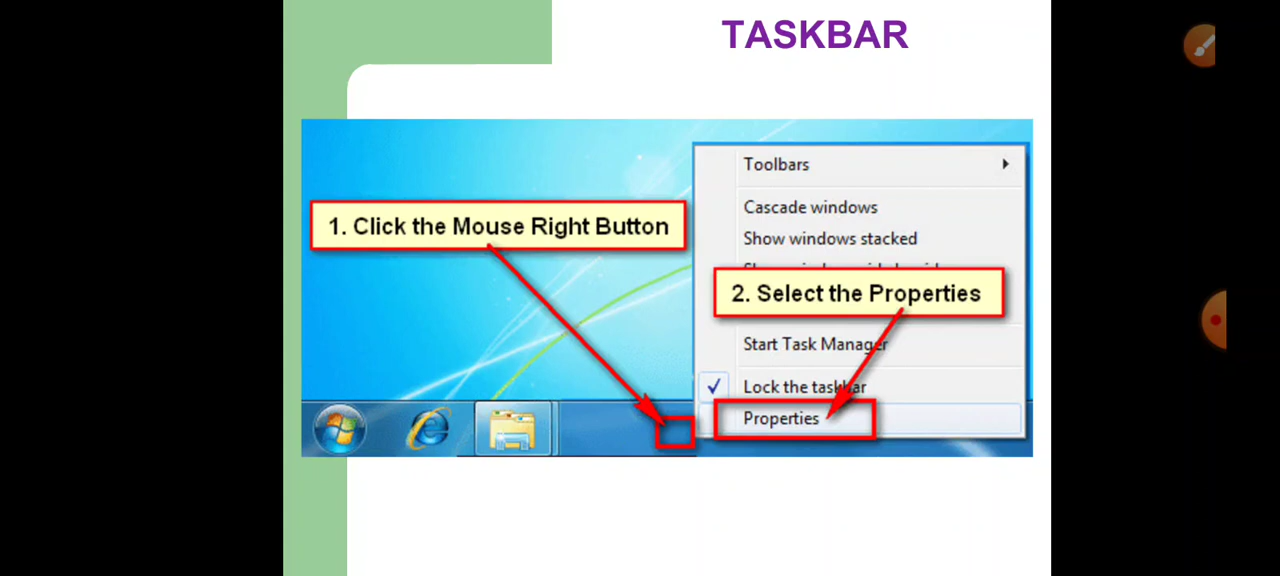 TASKBAR
Toolbars
1. Click the Mouse Right Button
Cascade windows
Show windows stacked
2. Select the Properties
Start Task Manager
Lock the taskbar
Properties